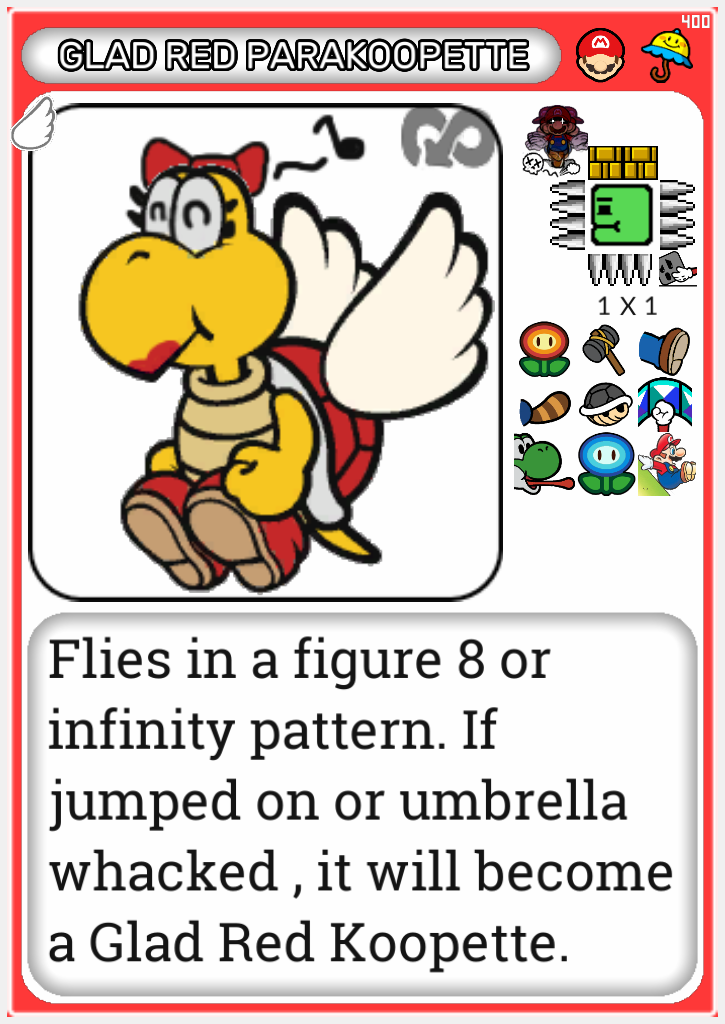 400
GLAD RED PARAKOOPETTE
1 X 1
Flies in a figure 8 or
infinity pattern. If
jumped on or umbrella
whacked , it will become
a Glad Red Koopette.